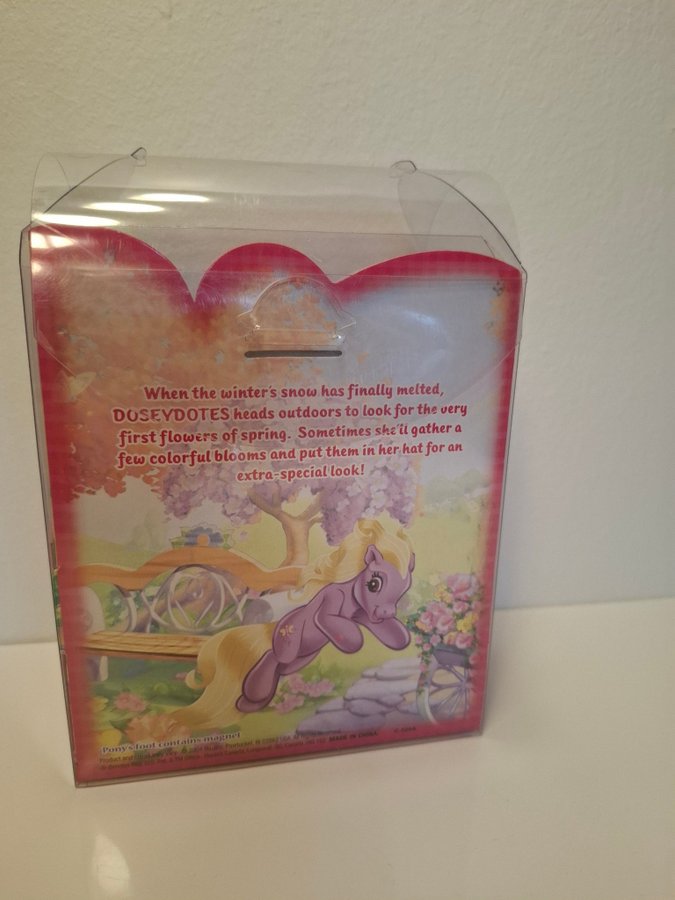 When the winter's snow has finally melted,
DOSEYDOTES heads outdoors to look for the very
first flowers of spring. Sometimes she'll gather a
few colorful blooms and put them in her hat for an
extra-special look!
Pony's foot contains magnet
MADE IN CHINA.